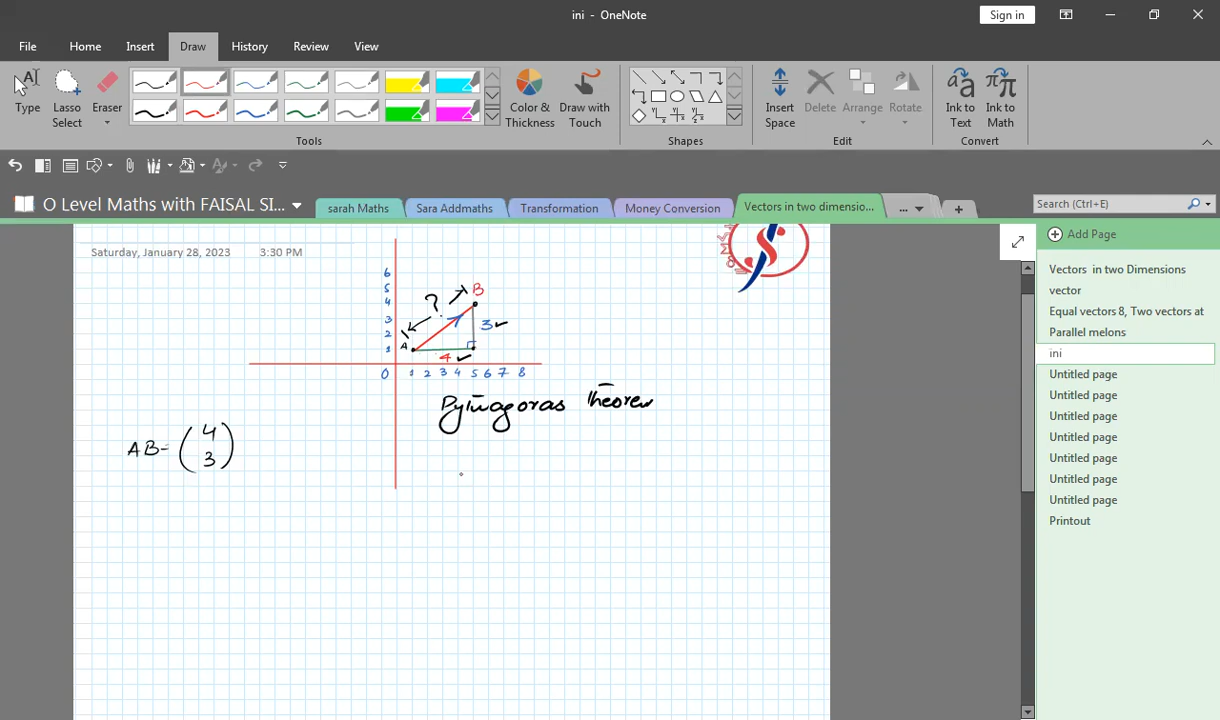 ini - OneNote
Sign in
File Home Insert Draw History Review View
Type
Lasso Select
Eraser
Color & Thickness
Draw with Touch
Insert Space
Delete
Arrange
Rotate
Ink to Text
Ink to Math
Tools
Shapes
Edit
Convert
O Level Maths with FAISAL SI...
sarah Maths
Sara Addmaths
Transformation
Money Conversion
Vectors in two dimensio...
...
Search (Ctrl+E)
Add Page
Saturday, January 28, 2023 3:30 PM
Vectors in two Dimensions
vector
Equal vectors 8, Two vectors at
Parallel melons
ini
Untitled page
Untitled page
Untitled page
Untitled page
Untitled page
Untitled page
Untitled page
Printout
6
5
4
3
2
1
? B
3
A
4
0 1 2 3 4 5 6 7 8
Pythagoras theorem
AB= (4
3)